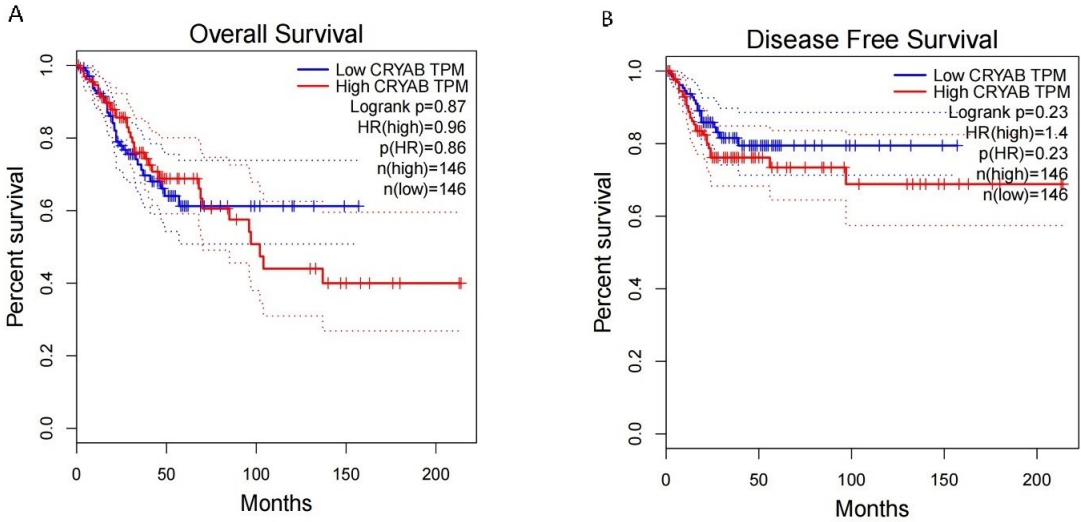 A
Overall Survival
Low CRYAB TPM
High CRYAB TPM
Logrank p=0.87
HR(high)=0.96
p(HR)=0.86
n(high)=146
n(low)=146
Percent survival
1.0
0.8
0.6
0.4
0.2
0.0
0 50 100 150 200
Months
B
Disease Free Survival
Low CRYAB TPM
High CRYAB TPM
Logrank p=0.23
HR(high)=1.4
p(HR)=0.23
n(high)=146
n(low)=146
Percent survival
1.0
0.8
0.6
0.4
0.2
0.0
0 50 100 150 200
Months